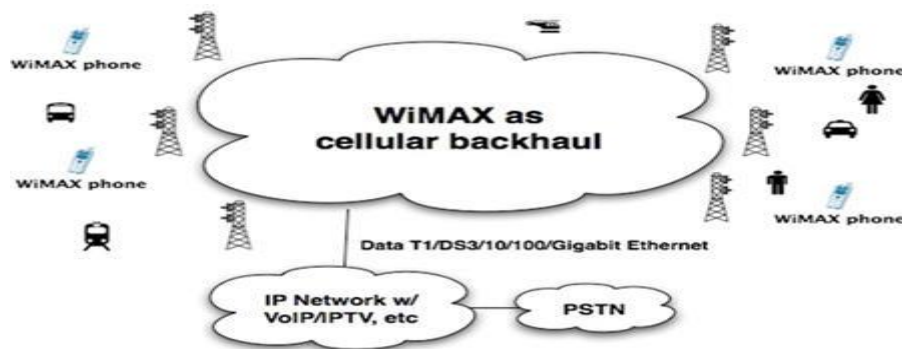 WiMAX phone
WiMAX phone
WiMAX as
cellular backhaul
WiMAX phone
WiMAX phone
Data T1/DS3/10/100/Gigabit Ethernet
IP Network w/
VoIP/IPTV, etc
PSTN